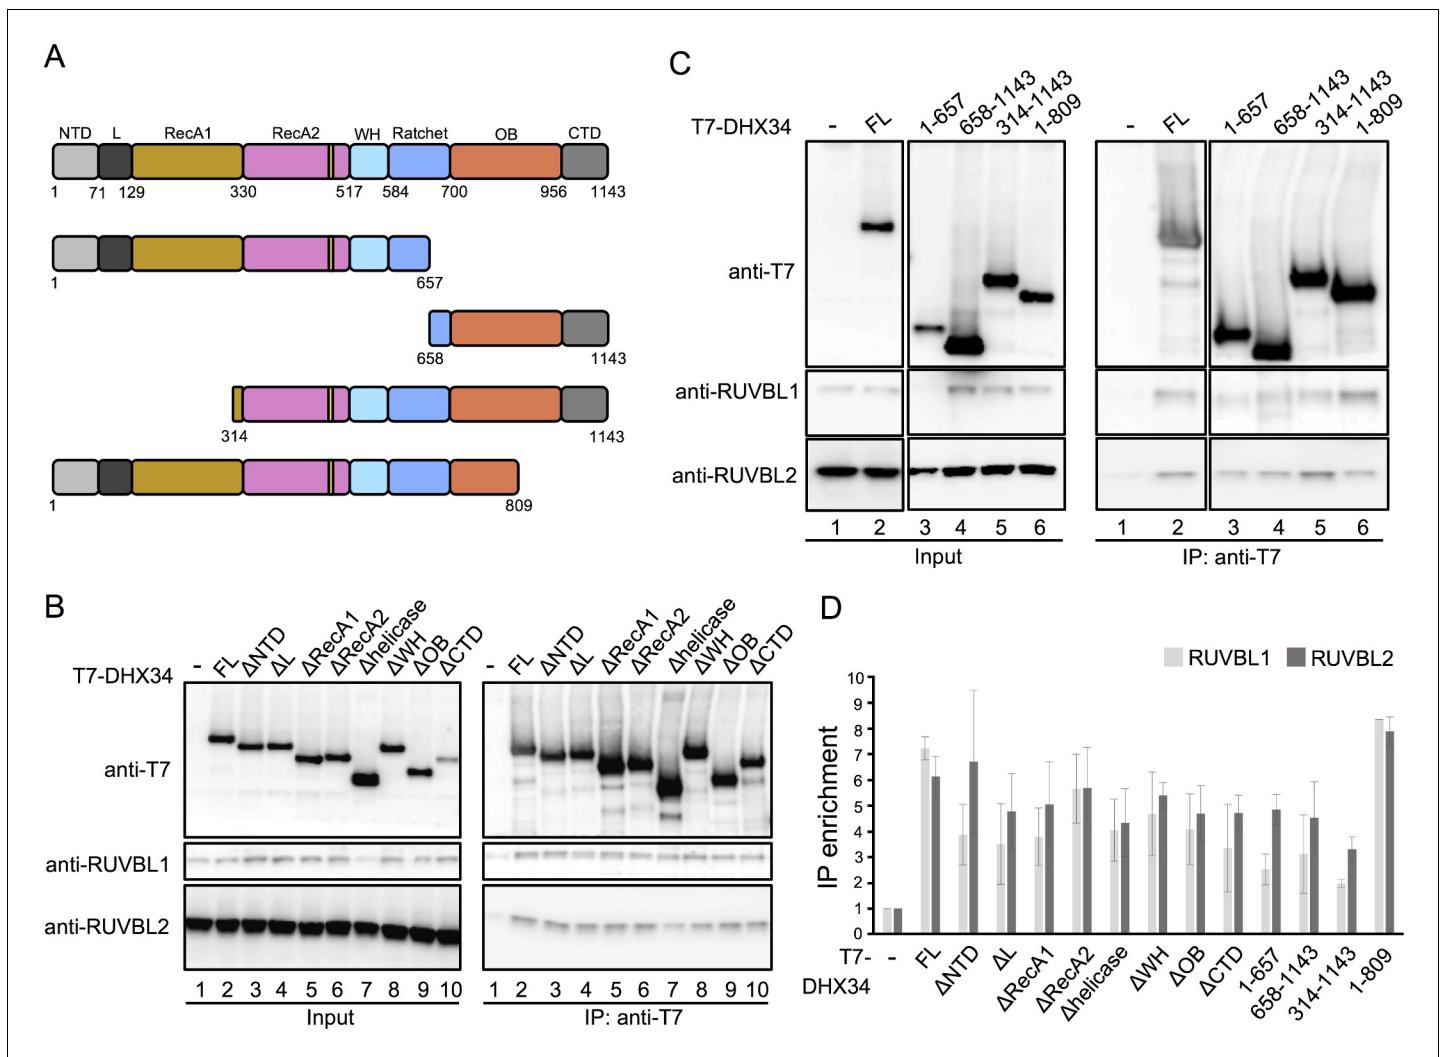 A
NTD L RecA1 RecA2 WH Ratchet OB CTD
1 71 129 330 517 584 700 956 1143
1 657
658 1143
314 1143
1 809
B
T7-DHX34
- FL ΔNTD ΔL ΔRecA1 ΔRecA2 Δhelicase ΔWH ΔOB ΔCTD
- FL ΔNTD ΔL ΔRecA1 ΔRecA2 Δhelicase ΔWH ΔOB ΔCTD
anti-T7
anti-RUVBL1
anti-RUVBL2
1 2 3 4 5 6 7 8 9 10
1 2 3 4 5 6 7 8 9 10
Input
IP: anti-T7
C
T7-DHX34
- FL 1-657 658-1143 314-1143 1-809
- FL 1-657 658-1143 314-1143 1-809
anti-T7
anti-RUVBL1
anti-RUVBL2
1 2 3 4 5 6
1 2 3 4 5 6
Input
IP: anti-T7
D
RUVBL1 RUVBL2
IP enrichment
10
9
8
7
6
5
4
3
2
1
0
T7-
DHX34
- FL ΔNTD ΔL ΔRecA1 ΔRecA2 Δhelicase ΔWH ΔOB ΔCTD 1-657 658-1143 314-1143 1-809